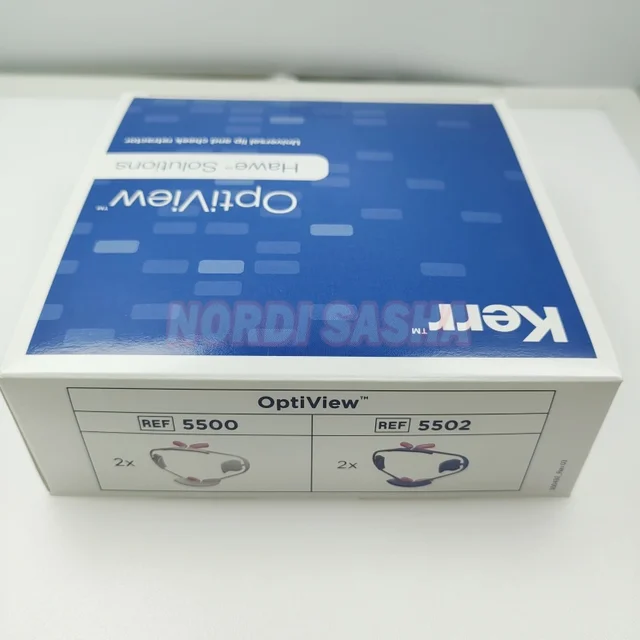 Kerr™
OptiView™
Hawe™ Solutions
Universal lip and cheek retractor
NORDI SASHA
OptiView™
REF 5500
REF 5502
2x
2x